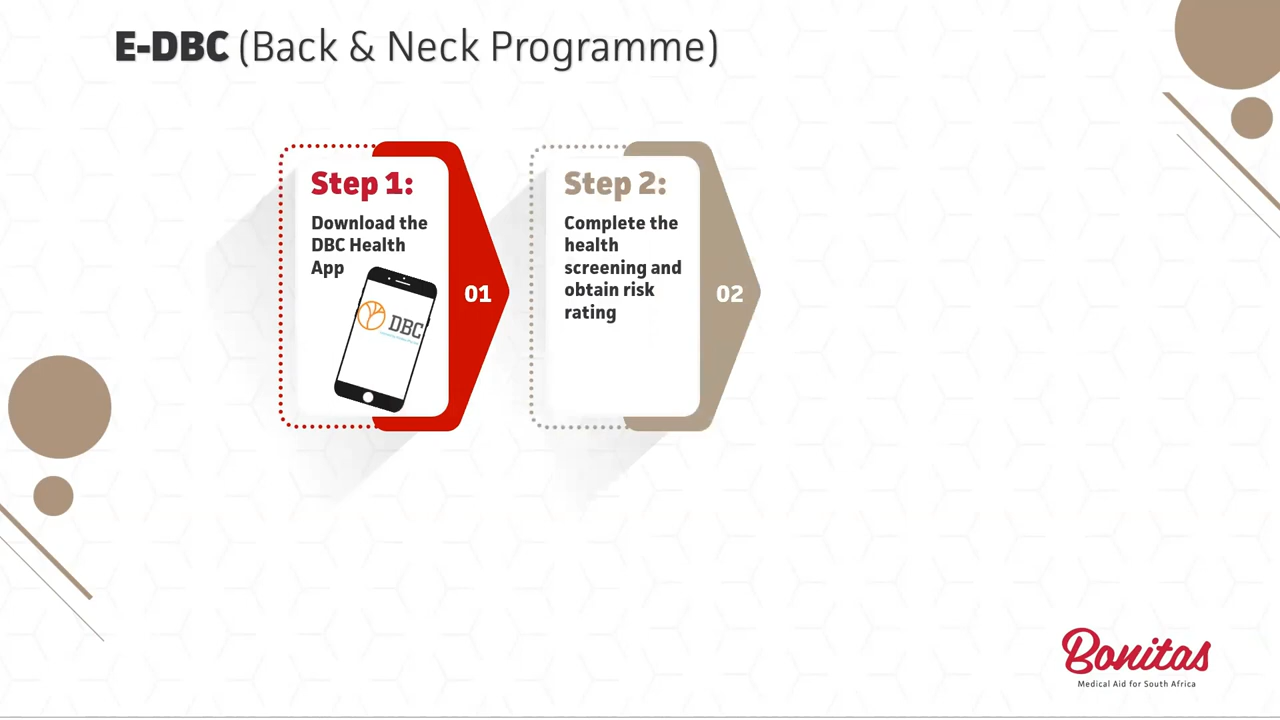 E-DBC (Back & Neck Programme)
Step 1:
Download the
DBC Health
App
DBC
01
Step 2:
Complete the
health
screening and
obtain risk
rating
02
Bonitas
Medical Aid for South Africa